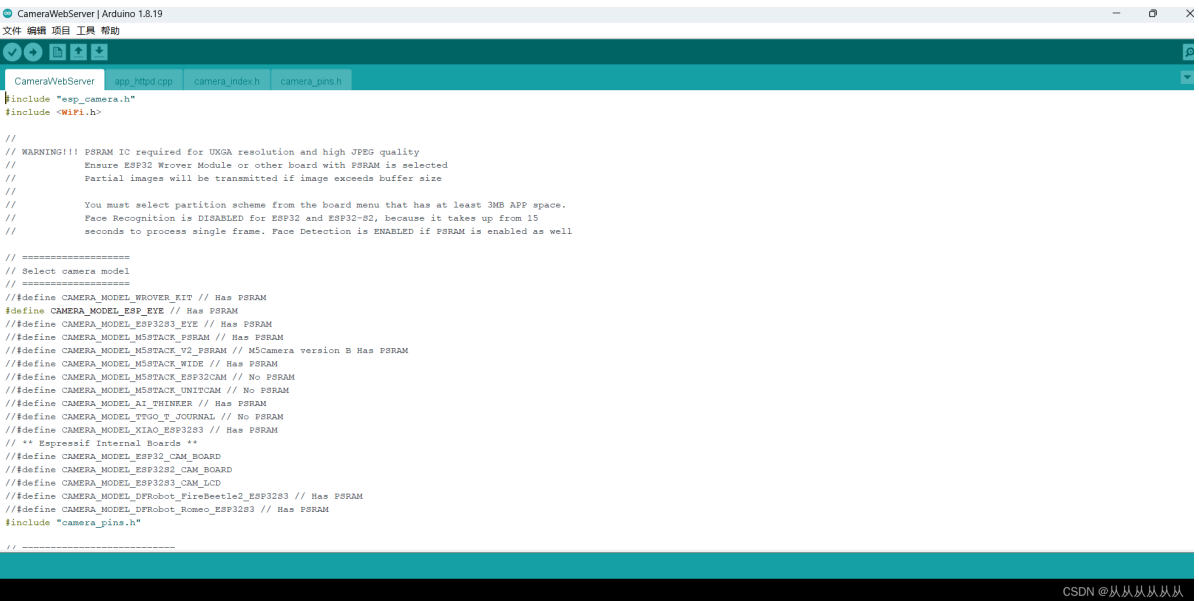 CameraWebServer | Arduino 1.8.19
文件 编辑 项目 工具 帮助
CameraWebServer app_httpd.cpp camera_index.h camera_pins.h
#include "esp_camera.h"
#include <WiFi.h>
//
// WARNING!!! PSRAM IC required for UXGA resolution and high JPEG quality
// Ensure ESP32 Wrover Module or other board with PSRAM is selected
// Partial images will be transmitted if image exceeds buffer size
//
// You must select partition scheme from the board menu that has at least 3MB APP space.
// Face Recognition is DISABLED for ESP32 and ESP32-S2, because it takes up from 15
// seconds to process single frame. Face Detection is ENABLED if PSRAM is enabled as well
// ===================
// Select camera model
// ===================
//#define CAMERA_MODEL_WROVER_KIT // Has PSRAM
#define CAMERA_MODEL_ESP_EYE // Has PSRAM
//#define CAMERA_MODEL_ESP32S3_EYE // Has PSRAM
//#define CAMERA_MODEL_M5STACK_PSRAM // Has PSRAM
//#define CAMERA_MODEL_M5STACK_V2_PSRAM // M5Camera version B Has PSRAM
//#define CAMERA_MODEL_M5STACK_WIDE // Has PSRAM
//#define CAMERA_MODEL_M5STACK_ESP32CAM // No PSRAM
//#define CAMERA_MODEL_M5STACK_UNITCAM // No PSRAM
//#define CAMERA_MODEL_AI_THINKER // Has PSRAM
//#define CAMERA_MODEL_TTGO_T_JOURNAL // No PSRAM
//#define CAMERA_MODEL_XIAO_ESP32S3 // Has PSRAM
// ** Espressif Internal Boards **
//#define CAMERA_MODEL_ESP32_CAM_BOARD
//#define CAMERA_MODEL_ESP32S2_CAM_BOARD
//#define CAMERA_MODEL_ESP32S3_CAM_LCD
//#define CAMERA_MODEL_DFRobot_FireBeetle2_ESP32S3 // Has PSRAM
//#define CAMERA_MODEL_DFRobot_Romeo_ESP32S3 // Has PSRAM
#include "camera_pins.h"
// ===========================
CSDN @从从从从从从